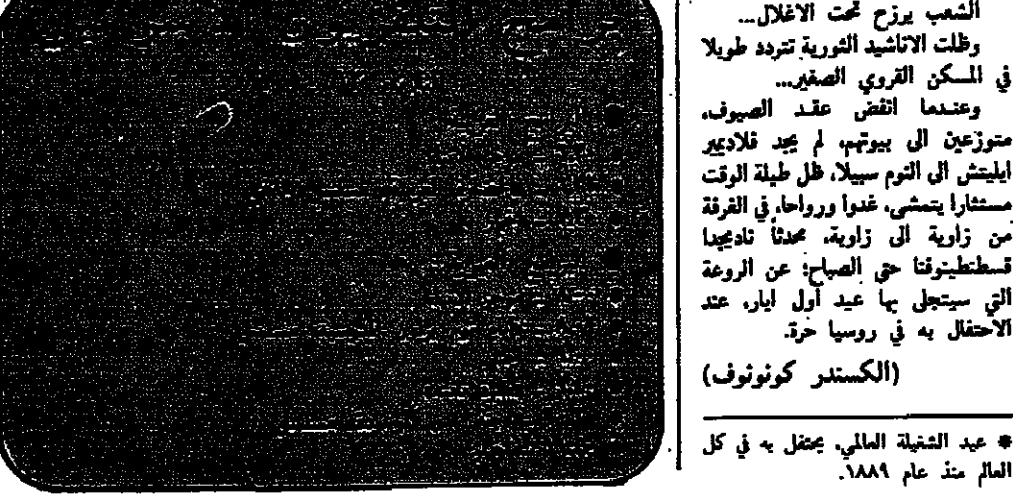 الشعب يرزح تحت الاغلال...
وظلت الاناشيد الثورية تتردد طويلا
في المسكن القروي الصغير...
وعندما انفض عقد الضيوف،
متوزعين الى بيوتهم، لم يجد فلاديمير
ايليتش الى النوم سبيلا، ظل طيلة الوقت
مستثارا يتمشى، غدوا ورواحا، في الغرفة
من زاوية الى زاوية، محدثاً ناديجدا
قسطنطينوفنا حتى الصباح؛ عن الروعة
التي سيتجلى بها عيد أول ايار، عند
الاحتفال به في روسيا حرة.
(الكسندر كونونوف)
* عيد الشغيلة العالمي، يحتفل به في كل
العالم منذ عام ١٨٨٩.